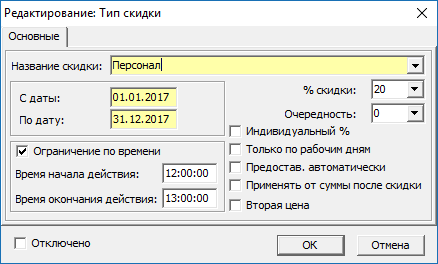 Редактирование: Тип скидки
Основные
Название скидки: Персонал
С даты: 01.01.2017
По дату: 31.12.2017
% скидки: 20
Очередность: 0
Ограничение по времени
Время начала действия: 12:00:00
Время окончания действия: 13:00:00
Индивидуальный %
Только по рабочим дням
Предостав. автоматически
Применять от суммы после скидки
Вторая цена
Отключено
OK
Отмена